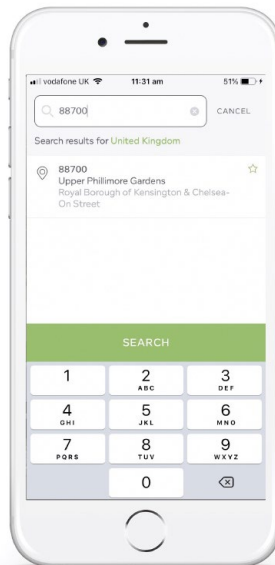 vodafone UK 11:31 am 51%
88700 CANCEL
Search results for United Kingdom
88700
Upper Phillimore Gardens
Royal Borough of Kensington & Chelsea-
On Street
SEARCH
1 2 3
ABC DEF
4 5 6
GHI JKL MNO
7 8 9
PQRS TUV WXYZ
0